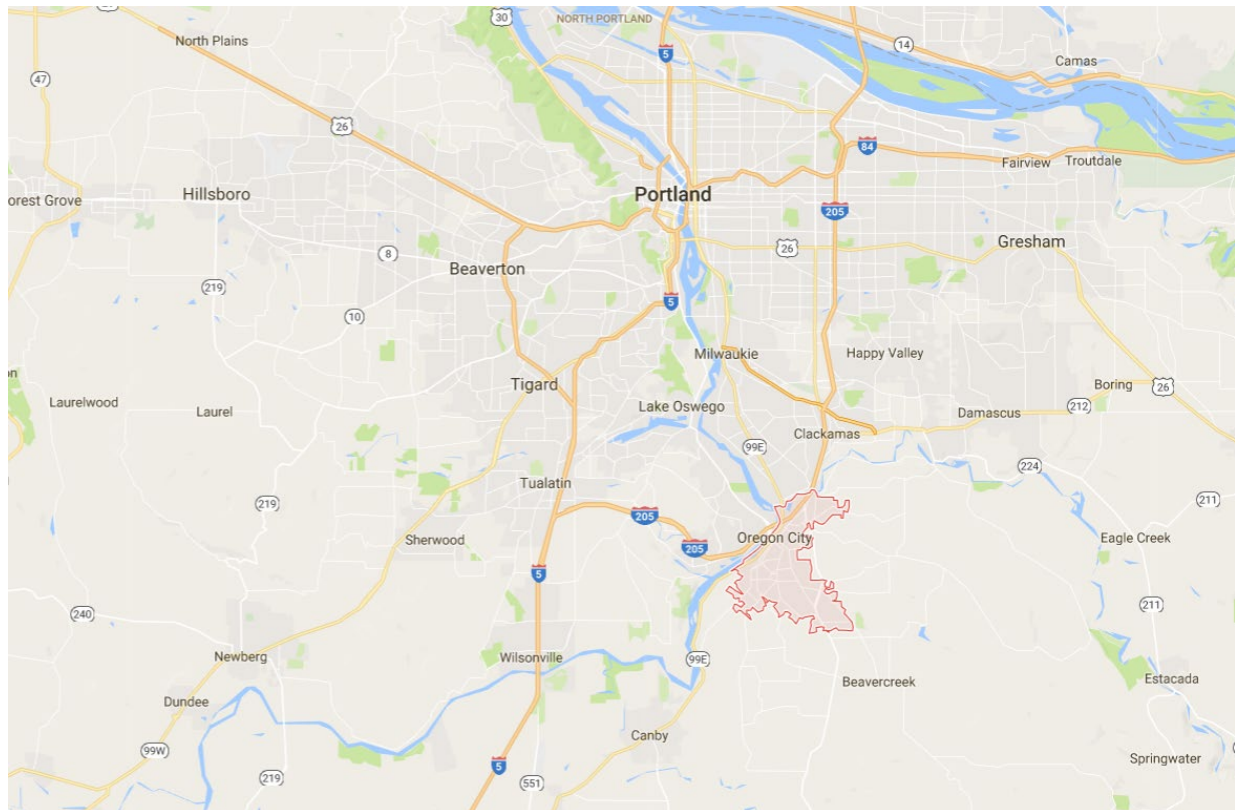 NORTH PORTLAND
30
North Plains
5
14
Camas
47
26
84
Fairview
Troutdale
Hillsboro
Portland
orest Grove
205
8
26
Gresham
Beaverton
219
5
10
Milwaukie
Happy Valley
on
Tigard
Boring
26
Laurelwood
Laurel
Lake Oswego
Damascus
212
Clackamas
99E
224
Tualatin
219
205
211
Sherwood
Oregon City
Eagle Creek
205
5
240
211
Newberg
Wilsonville
99E
Dundee
Beavercreek
Estacada
Canby
99W
Springwater
219
5
551